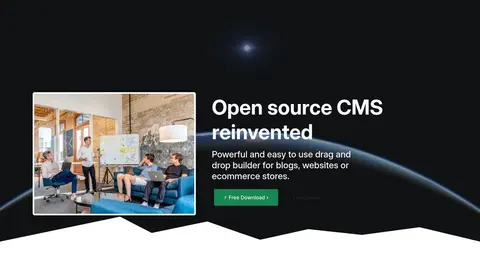 Open source CMS
reinvented
Powerful and easy to use drag and
drop builder for blogs, websites or
ecommerce stores.
⚡ Free Download ›